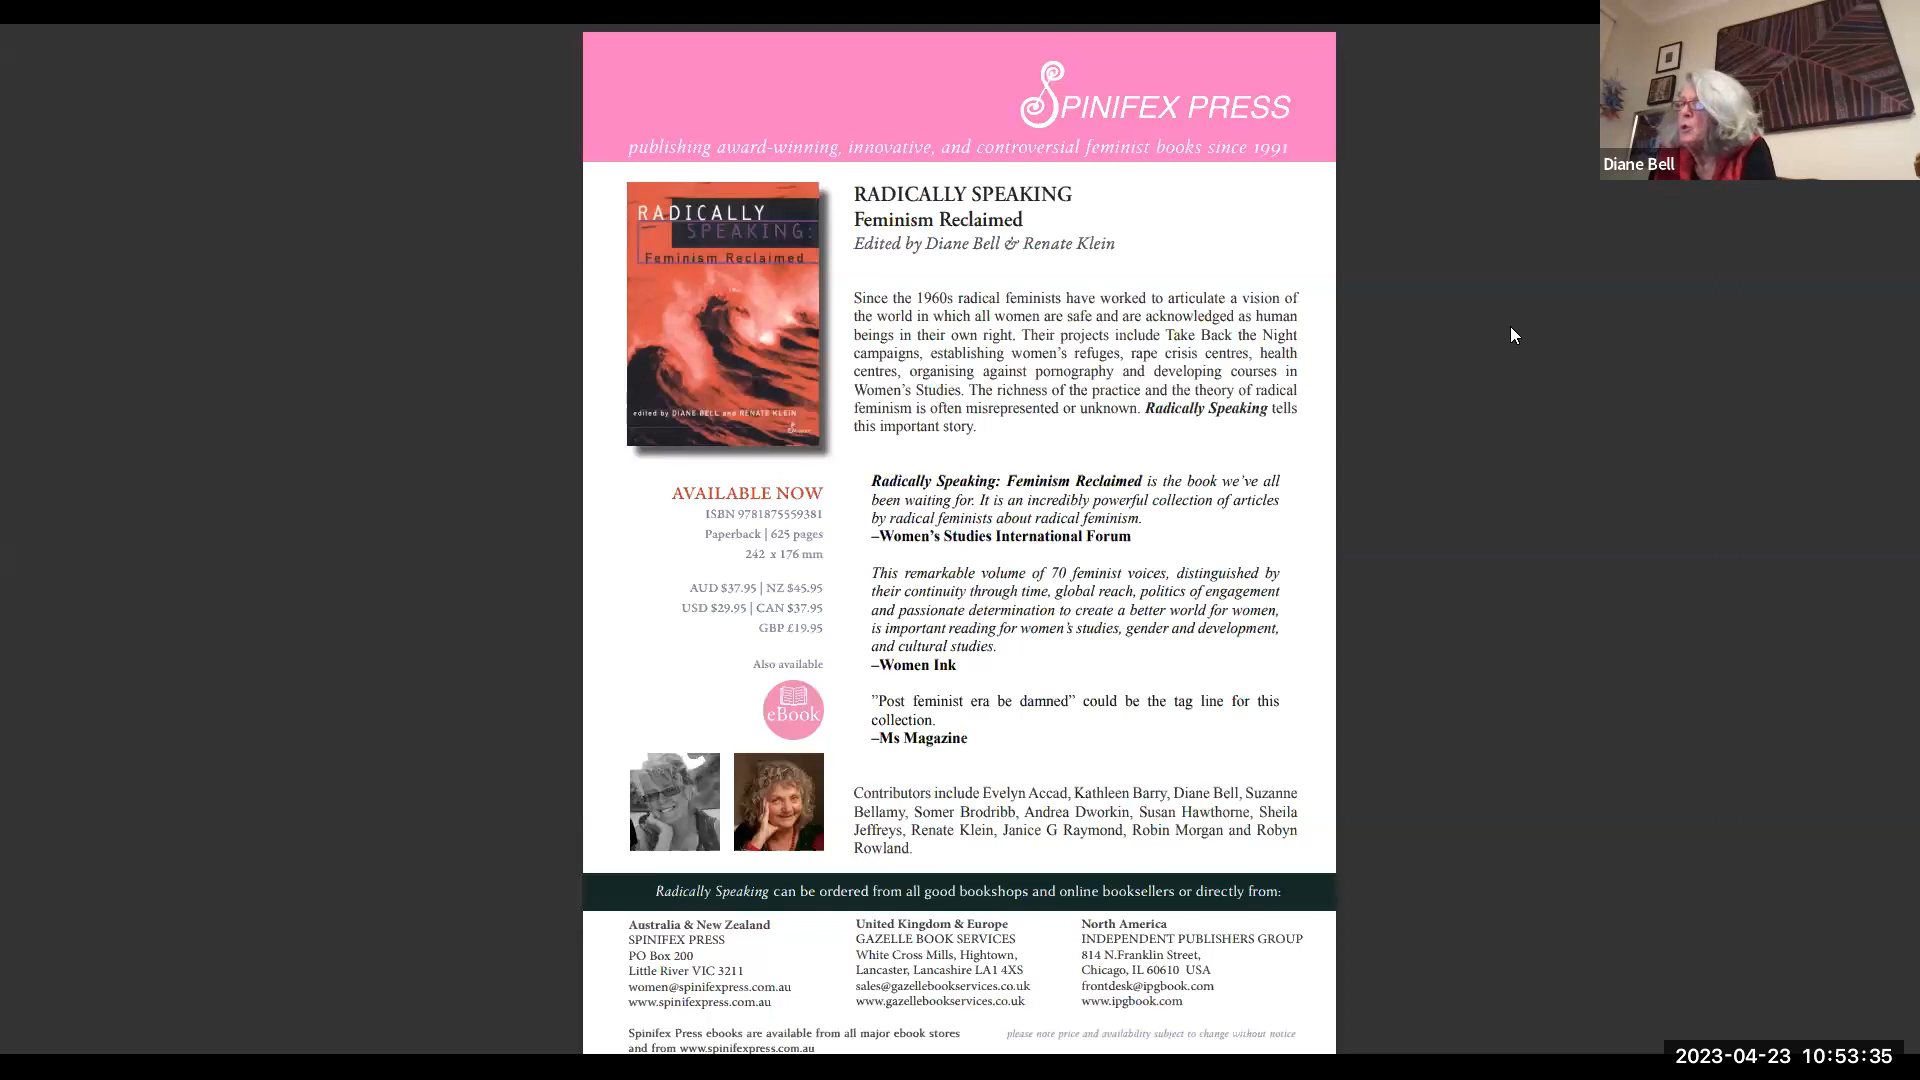 SPINIFEX PRESS
publishing award-winning, innovative, and controversial feminist books since 1991
Diane Bell
RADICALLY
SPEAKING:
Feminism Reclaimed
edited by DIANE BELL and RENATE KLEIN
RADICALLY SPEAKING
Feminism Reclaimed
Edited by Diane Bell & Renate Klein
Since the 1960s radical feminists have worked to articulate a vision of
the world in which all women are safe and are acknowledged as human
beings in their own right. Their projects include Take Back the Night
campaigns, establishing women's refuges, rape crisis centres, health
centres, organising against pornography and developing courses in
Women's Studies. The richness of the practice and the theory of radical
feminism is often misrepresented or unknown. Radically Speaking tells
this important story.
AVAILABLE NOW
ISBN 9781875559381
Paperback | 625 pages
242 x 176 mm
AUD $37.95 | NZ $45.95
USD $29.95 | CAN $37.95
GBP £19.95
Also available
eBook
Radically Speaking: Feminism Reclaimed is the book we've all
been waiting for. It is an incredibly powerful collection of articles
by radical feminists about radical feminism.
–Women's Studies International Forum
This remarkable volume of 70 feminist voices, distinguished by
their continuity through time, global reach, politics of engagement
and passionate determination to create a better world for women,
is important reading for women's studies, gender and development,
and cultural studies.
–Women Ink
”Post feminist era be damned” could be the tag line for this
collection.
–Ms Magazine
Contributors include Evelyn Accad, Kathleen Barry, Diane Bell, Suzanne
Bellamy, Somer Brodribb, Andrea Dworkin, Susan Hawthorne, Sheila
Jeffreys, Renate Klein, Janice G Raymond, Robin Morgan and Robyn
Rowland.
Radically Speaking can be ordered from all good bookshops and online booksellers or directly from:
Australia & New Zealand
SPINIFEX PRESS
PO Box 200
Little River VIC 3211
women@spinifexpress.com.au
www.spinifexpress.com.au
United Kingdom & Europe
GAZELLE BOOK SERVICES
White Cross Mills, Hightown,
Lancaster, Lancashire LA1 4XS
sales@gazellebookservices.co.uk
www.gazellebookservices.co.uk
North America
INDEPENDENT PUBLISHERS GROUP
814 N.Franklin Street,
Chicago, IL 60610 USA
frontdesk@ipgbook.com
www.ipgbook.com
Spinifex Press ebooks are available from all major ebook stores
and from www.spinifexpress.com.au
please note price and availability subject to change without notice
2023-04-23 10:53:35